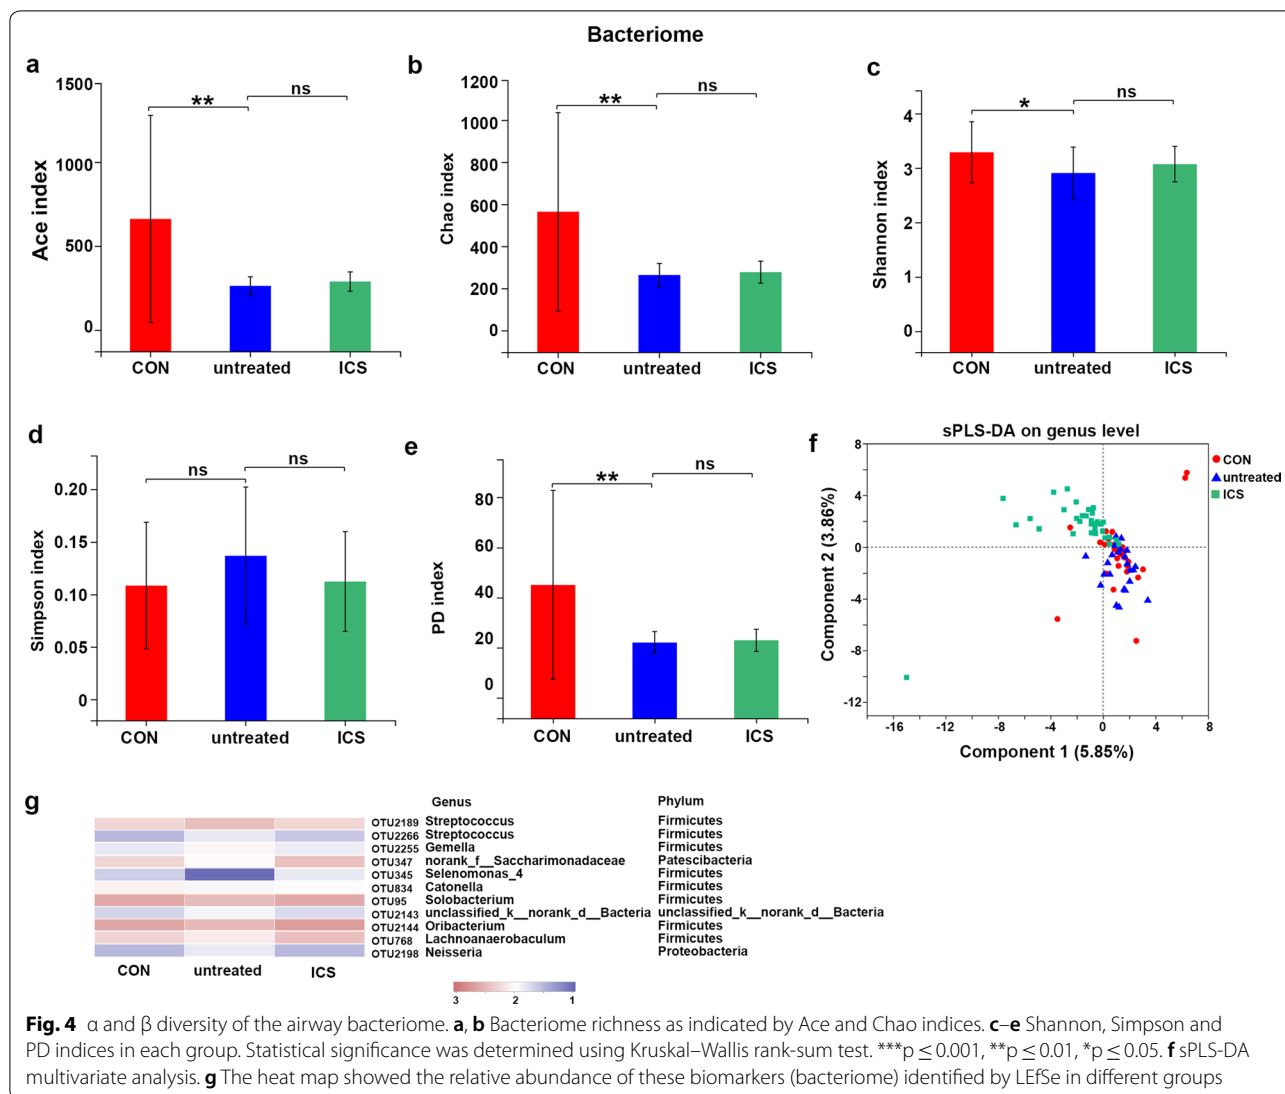 Bacteriome
a
1500
1000
500
0
Ace index
**
ns
CON untreated ICS
b
1200
1000
800
600
400
200
0
Chao index
**
ns
CON untreated ICS
c
4
3
2
1
0
Shannon index
*
ns
CON untreated ICS
d
0.20
0.15
0.10
0.05
0
Simpson index
ns
ns
CON untreated ICS
e
80
60
40
20
0
PD index
**
ns
CON untreated ICS
f
sPLS-DA on genus level
8
4
0
-4
-8
-12
Component 2 (3.86%)
-16 -12 -8 -4 0 4 8
Component 1 (5.85%)
CON
untreated
ICS
g
Genus Phylum
OTU2189 Streptococcus Firmicutes
OTU2266 Streptococcus Firmicutes
OTU2255 Gemella Firmicutes
OTU347 norank_f__Saccharimonadaceae Patescibacteria
OTU345 Selenomonas_4 Firmicutes
OTU834 Catonella Firmicutes
OTU95 Solobacterium Firmicutes
OTU2143 unclassified_k__norank_d__Bacteria unclassified_k__norank_d__Bacteria
OTU2144 Oribacterium Firmicutes
OTU768 Lachnoanaerobaculum Firmicutes
OTU2198 Neisseria Proteobacteria
CON untreated ICS
3 2 1
Fig. 4 α and β diversity of the airway bacteriome. a, b Bacteriome richness as indicated by Ace and Chao indices. c–e Shannon, Simpson and
PD indices in each group. Statistical significance was determined using Kruskal–Wallis rank-sum test. ***p ≤ 0.001, **p ≤ 0.01, *p ≤ 0.05. f sPLS-DA
multivariate analysis. g The heat map showed the relative abundance of these biomarkers (bacteriome) identified by LEfSe in different groups